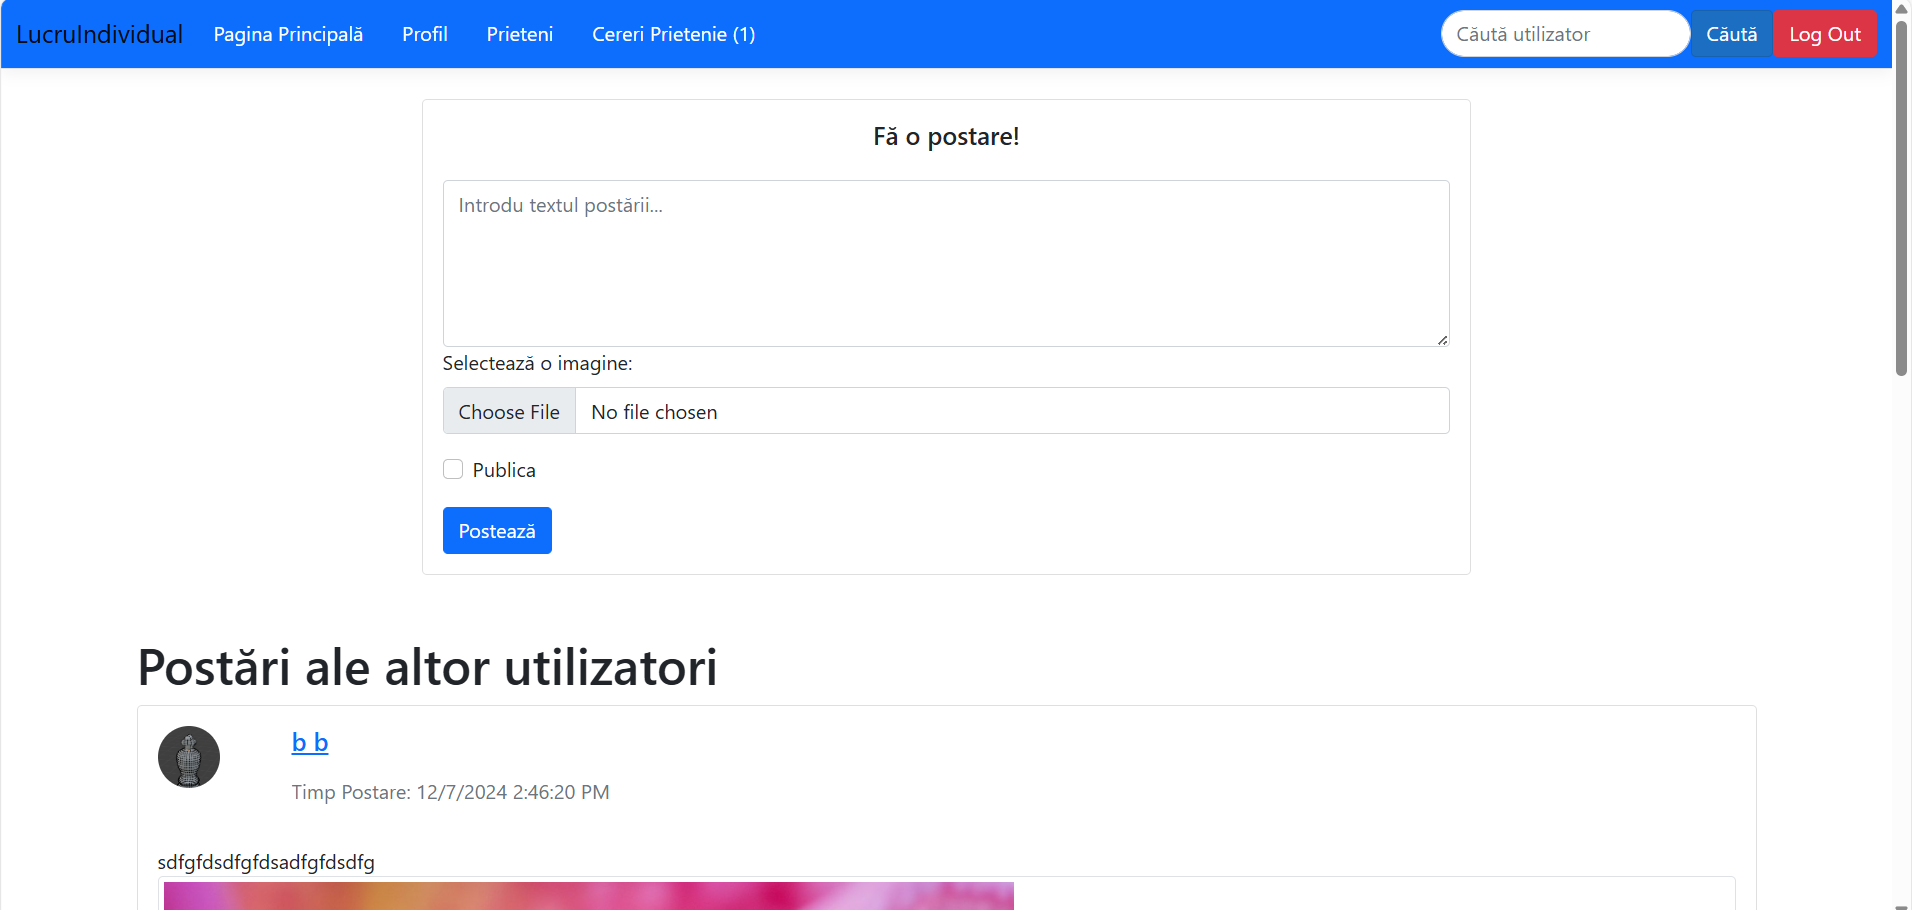 LucruIndividual Pagina Principală Profil Prieteni Cereri Prietenie (1) Căută utilizator Căută Log Out
Fă o postare!
Introdu textul postării...
Selectează o imagine:
Choose File No file chosen
Publica
Postează
Postări ale altor utilizatori
b b
Timp Postare: 12/7/2024 2:46:20 PM
sdfgfdsdfgfdsadfgfdsdfg